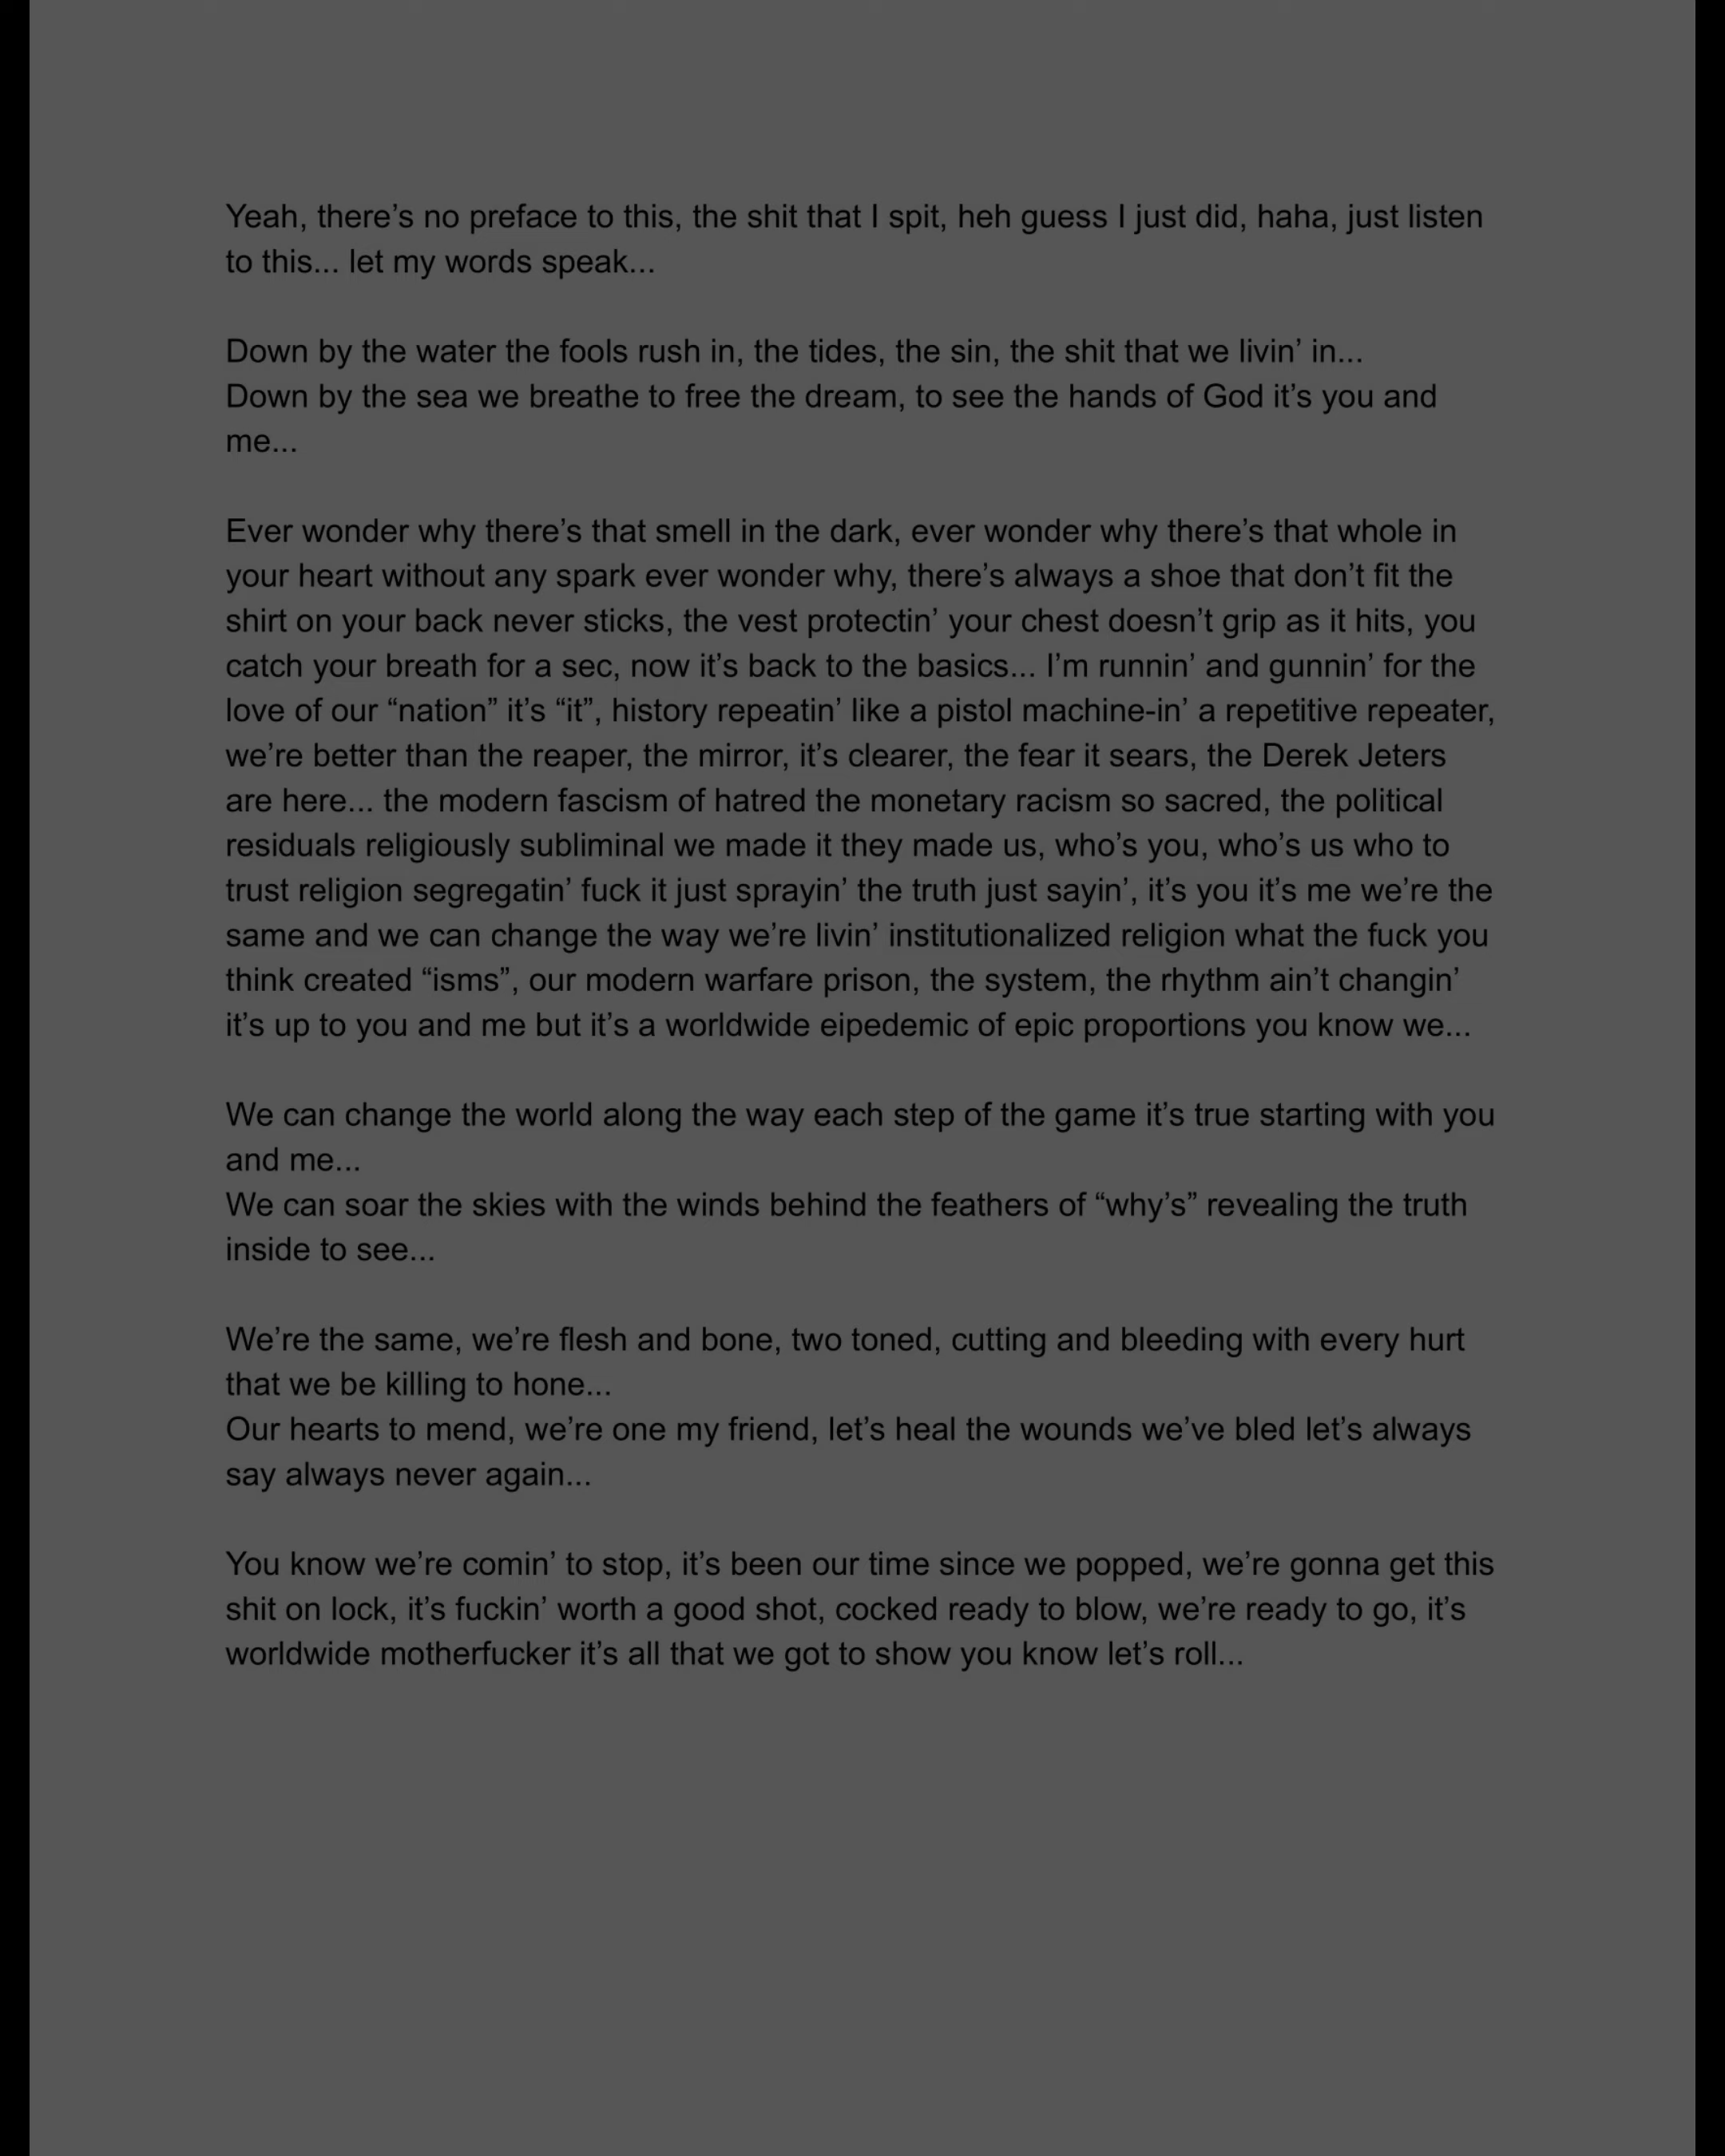 Yeah, there’s no preface to this, the shit that I spit, heh guess I just did, haha, just listen
to this... let my words speak...
Down by the water the fools rush in, the tides, the sin, the shit that we livin’ in...
Down by the sea we breathe to free the dream, to see the hands of God it’s you and
me...
Ever wonder why there’s that smell in the dark, ever wonder why there’s that whole in
your heart without any spark ever wonder why, there’s always a shoe that don’t fit the
shirt on your back never sticks, the vest protectin’ your chest doesn’t grip as it hits, you
catch your breath for a sec, now it’s back to the basics... I’m runnin’ and gunnin’ for the
love of our “nation” it’s “it”, history repeatin’ like a pistol machine-in’ a repetitive repeater,
we’re better than the reaper, the mirror, it’s clearer, the fear it sears, the Derek Jeters
are here... the modern fascism of hatred the monetary racism so sacred, the political
residuals religiously subliminal we made it they made us, who’s you, who’s us who to
trust religion segregatin’ fuck it just sprayin’ the truth just sayin’, it’s you it’s me we’re the
same and we can change the way we’re livin’ institutionalized religion what the fuck you
think created “isms”, our modern warfare prison, the system, the rhythm ain’t changin’
it’s up to you and me but it’s a worldwide eipedemic of epic proportions you know we...
We can change the world along the way each step of the game it’s true starting with you
and me...
We can soar the skies with the winds behind the feathers of “why’s” revealing the truth
inside to see...
We’re the same, we’re flesh and bone, two toned, cutting and bleeding with every hurt
that we be killing to hone...
Our hearts to mend, we’re one my friend, let’s heal the wounds we’ve bled let’s always
say always never again...
You know we’re comin’ to stop, it’s been our time since we popped, we’re gonna get this
shit on lock, it’s fuckin’ worth a good shot, cocked ready to blow, we’re ready to go, it’s
worldwide motherfucker it’s all that we got to show you know let’s roll...